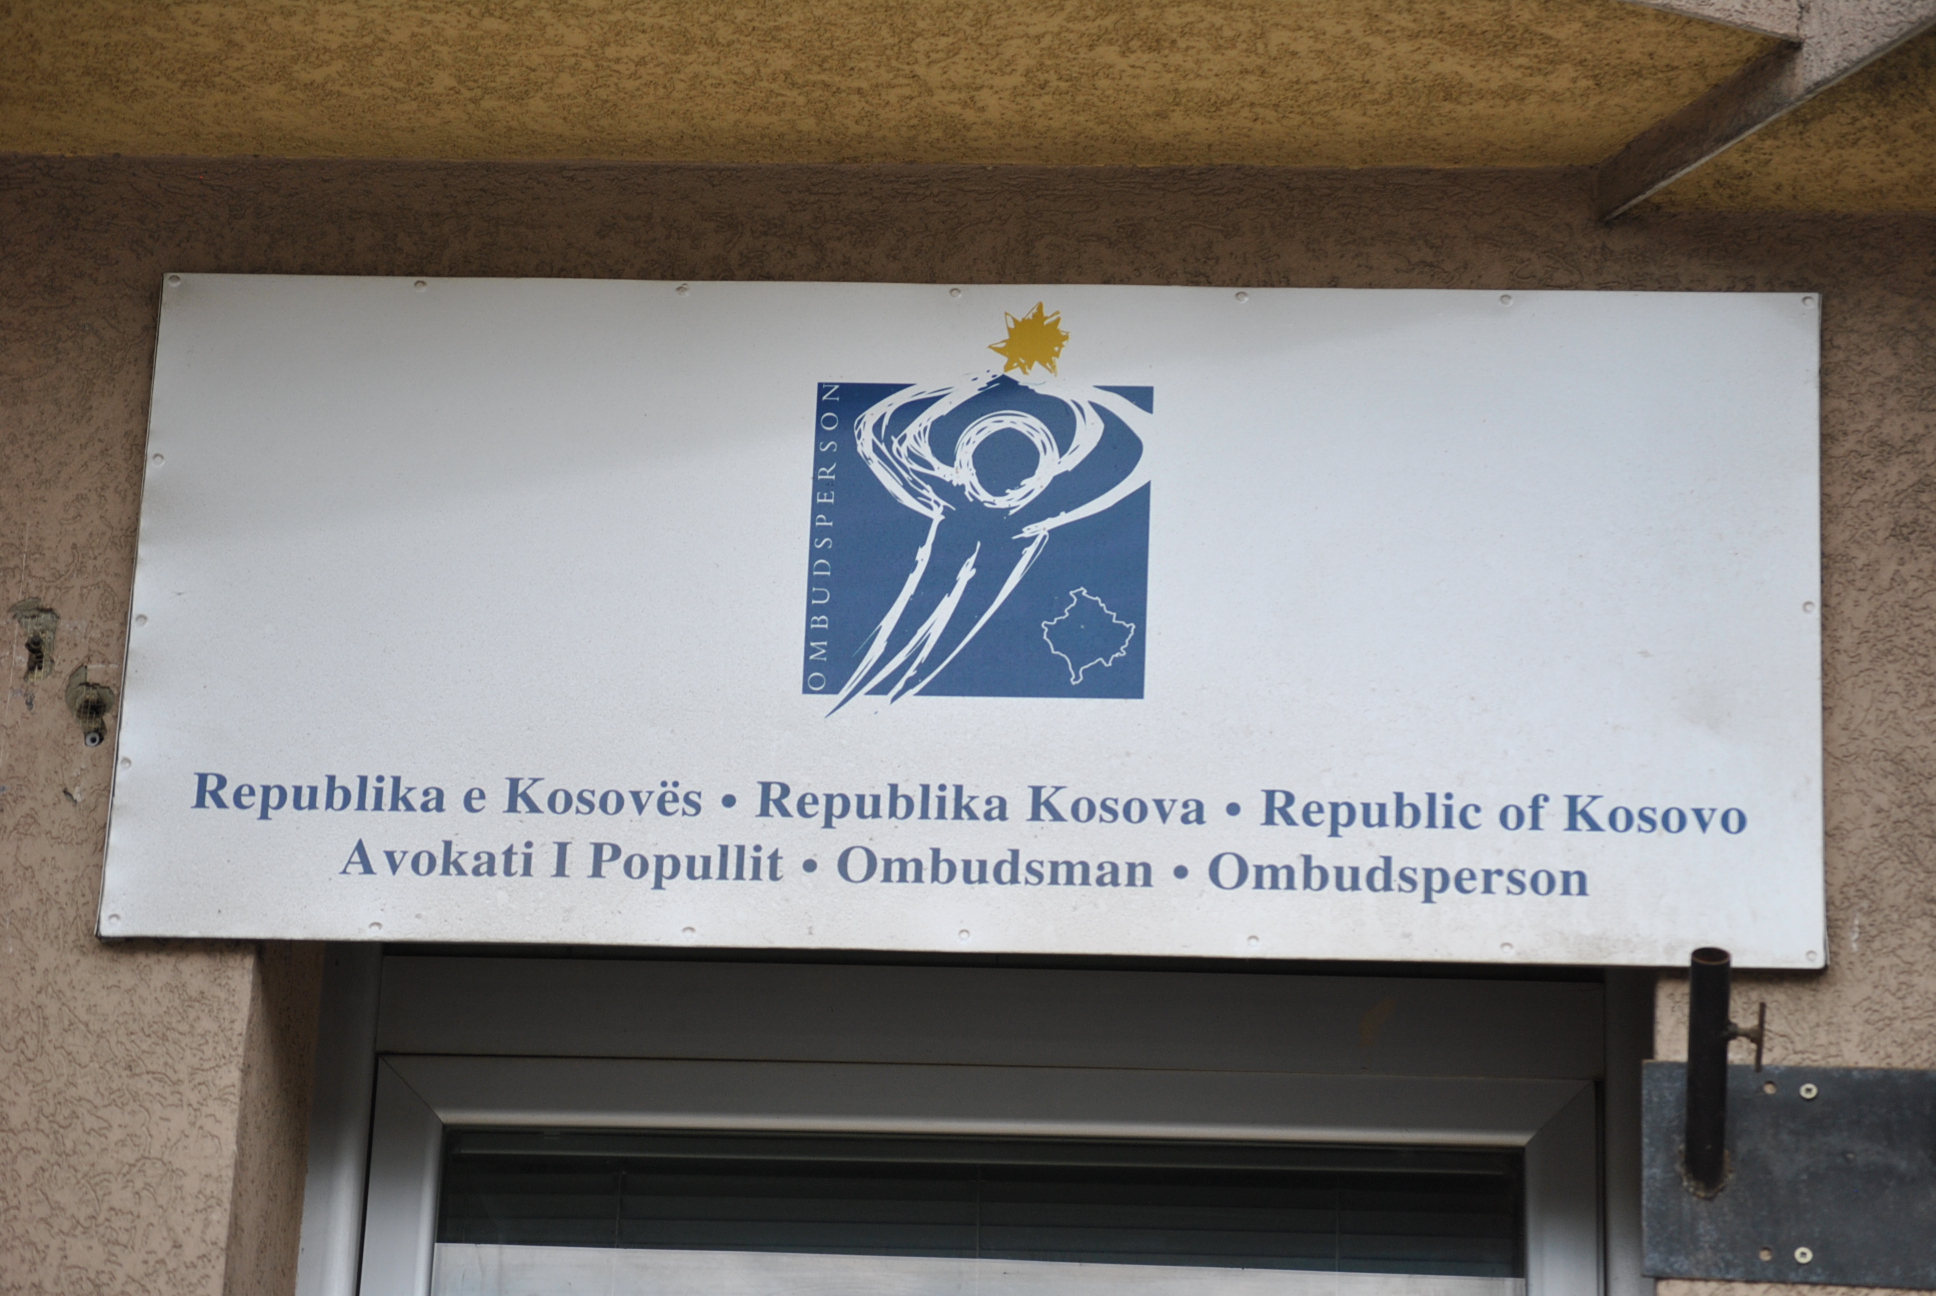 OMBUDSPERSON
Republika e Kosovës • Republika Kosova • Republic of Kosovo
Avokati I Popullit • Ombudsman • Ombudsperson